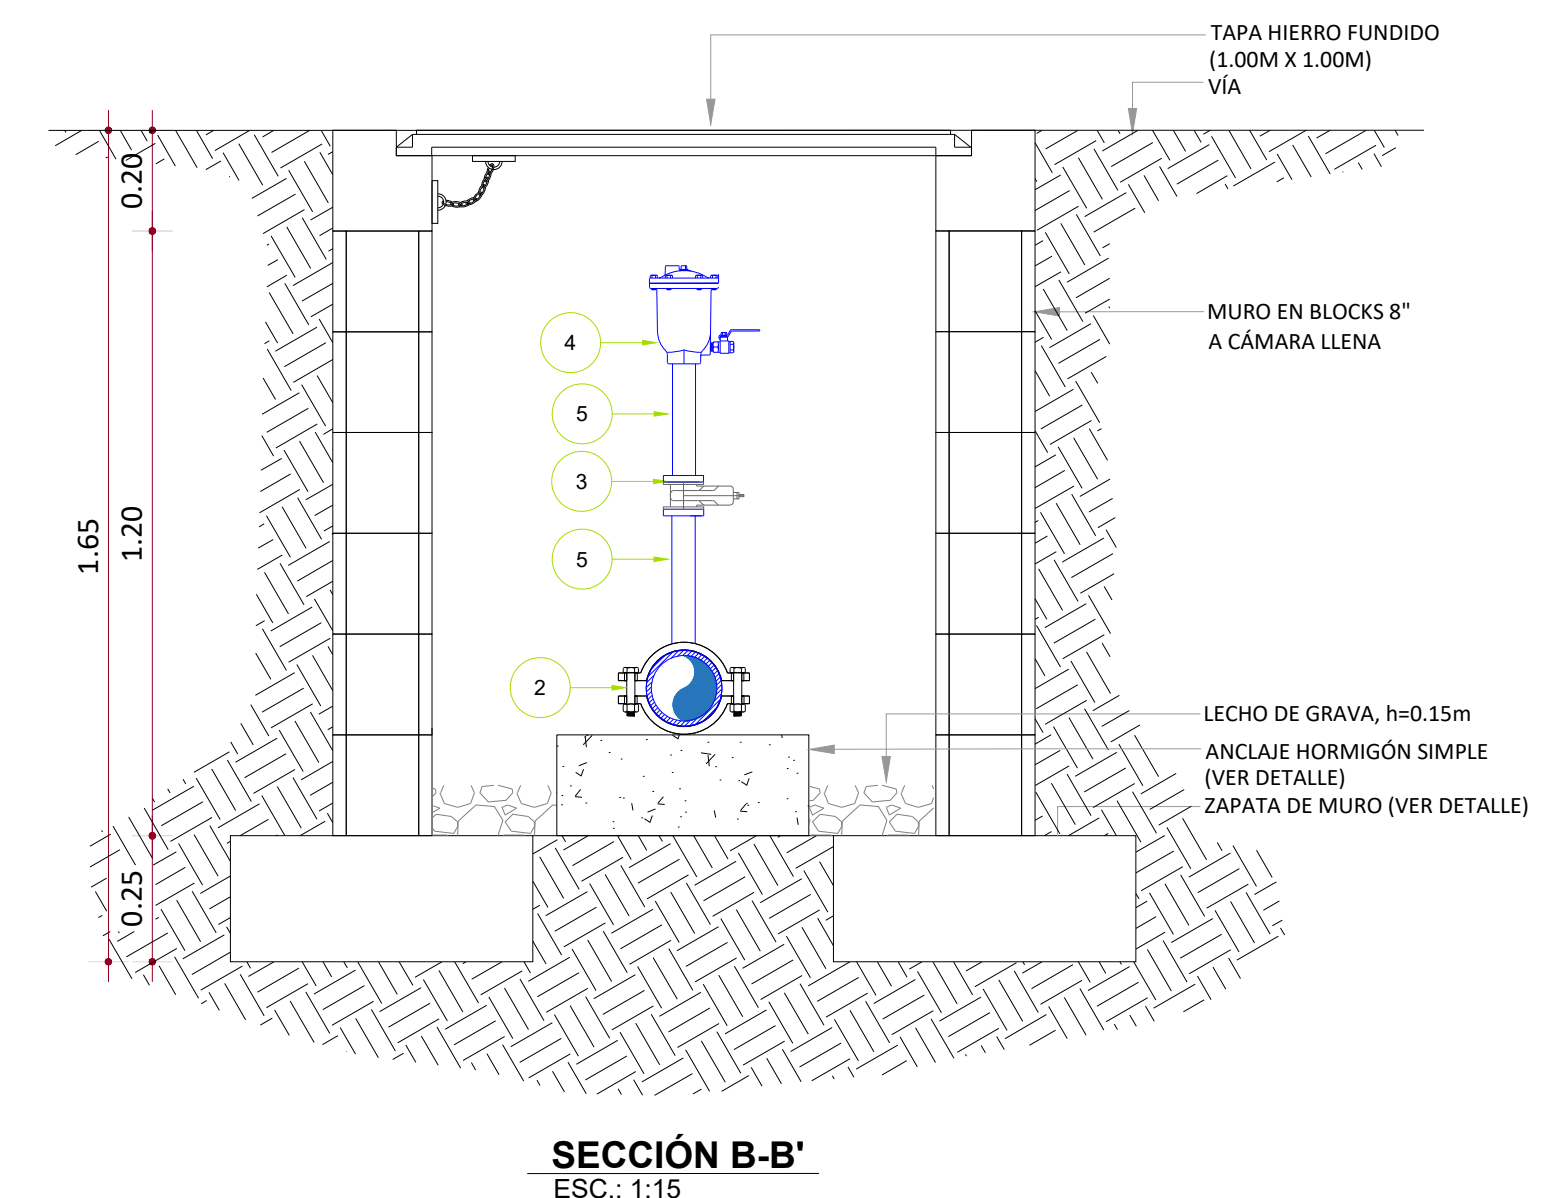 TAPA HIERRO FUNDIDO
(1.00M X 1.00M)
VÍA
0.20
MURO EN BLOCKS 8"
A CÁMARA LLENA
4
5
3
1.65
1.20
5
2
LECHO DE GRAVA, h=0.15m
ANCLAJE HORMIGÓN SIMPLE
(VER DETALLE)
ZAPATA DE MURO (VER DETALLE)
0.25
SECCIÓN B-B'
ESC.: 1:15